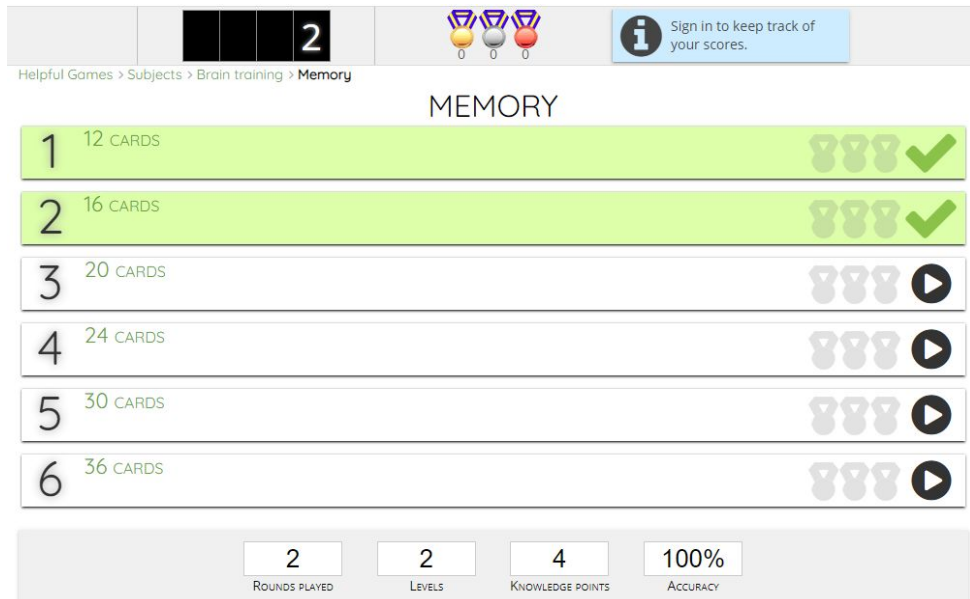 2
0 0 0
Sign in to keep track of
your scores.
Helpful Games > Subjects > Brain training > Memory
MEMORY
1 12 CARDS
2 16 CARDS
3 20 CARDS
4 24 CARDS
5 30 CARDS
6 36 CARDS
2 2 4 100%
ROUNDS PLAYED LEVELS KNOWLEDGE POINTS ACCURACY